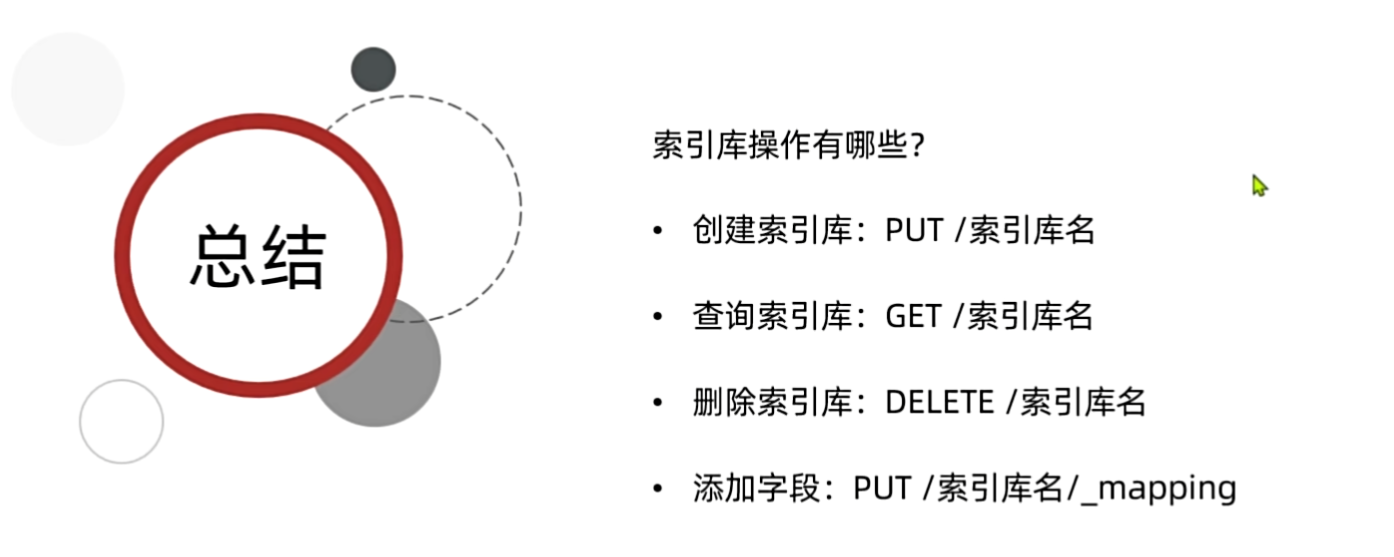 总结
索引库操作有哪些?
• 创建索引库：PUT /索引库名
• 查询索引库：GET /索引库名
• 删除索引库：DELETE /索引库名
• 添加字段：PUT /索引库名/_mapping